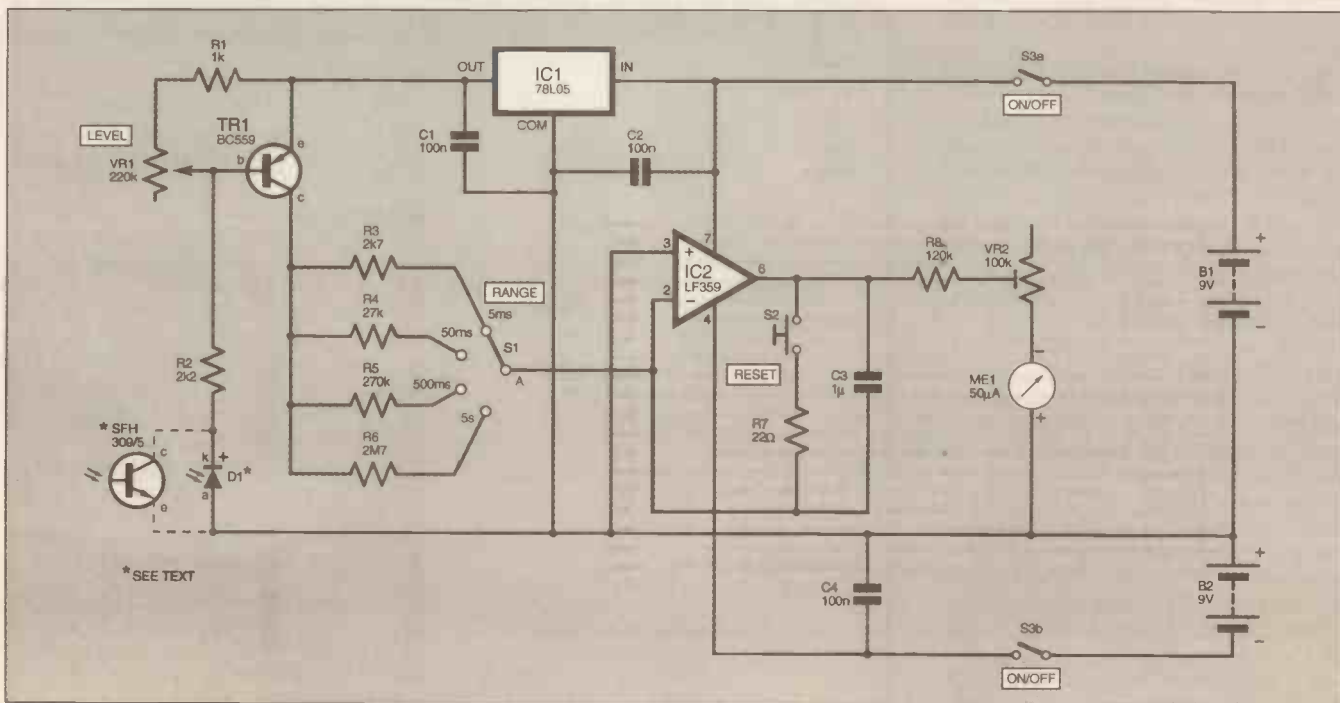 R1
1k
LEVEL
VR1
220k
TR1
BC559
b
e
c
R2
2k2
* SFH
309/5
c
e
k
+
D1*
a
*SEE TEXT
OUT
IC1
78L05
IN
COM
C1
100n
C2
100n
R3
2k7
R4
27k
R5
270k
R6
2M7
RANGE
5ms
50ms
500ms
5s
S1
A
3
+
2
−
7
6
4
IC2
LF359
S2
RESET
R7
22Ω
C3
1µ
R8
120k
VR2
100k
−
ME1
50µA
+
C4
100n
S3a
ON/OFF
+
B1
9V
−
+
B2
9V
−
S3b
ON/OFF